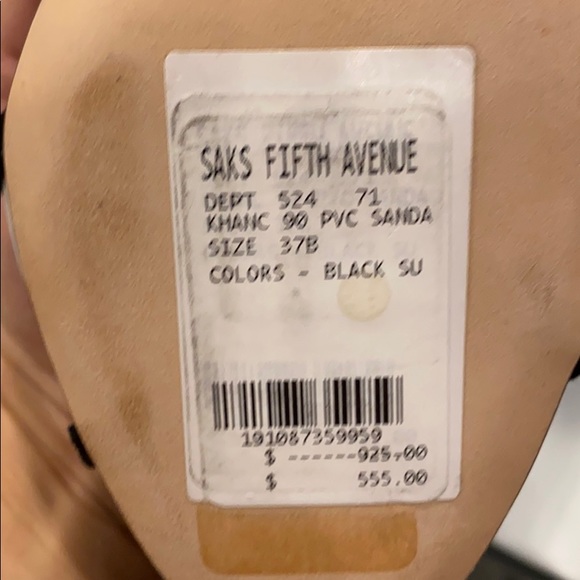 SAKS FIFTH AVENUE
DEPT 524 71
KHANC 90 PVC SANDA
SIZE 37B
COLORS - BLACK SU
191087359959
$ ------925.00
$ 555.00